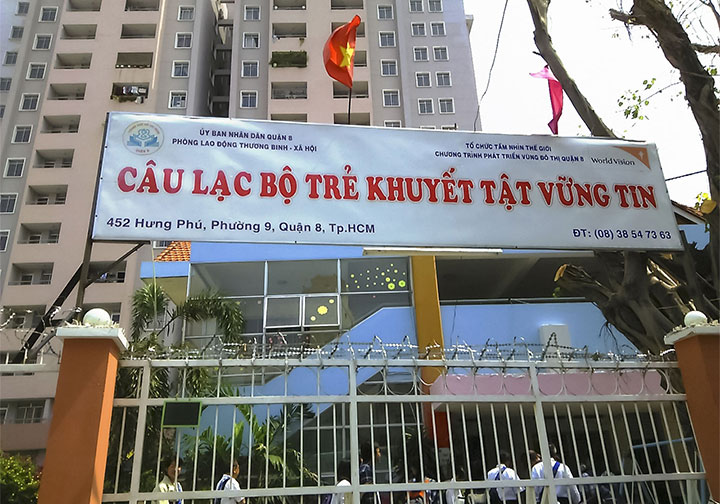 ỦY BAN NHÂN DÂN QUẬN 8
PHÒNG LAO ĐỘNG THƯƠNG BINH - XÃ HỘI
TỔ CHỨC TẦM NHÌN THẾ GIỚI
CHƯƠNG TRÌNH PHÁT TRIỂN VÙNG ĐÔ THỊ QUẬN 8
World Vision
CÂU LẠC BỘ TRẺ KHUYẾT TẬT VỮNG TIN
452 Hưng Phú, Phường 9, Quận 8, Tp.HCM
ĐT: (08) 38 54 73 63